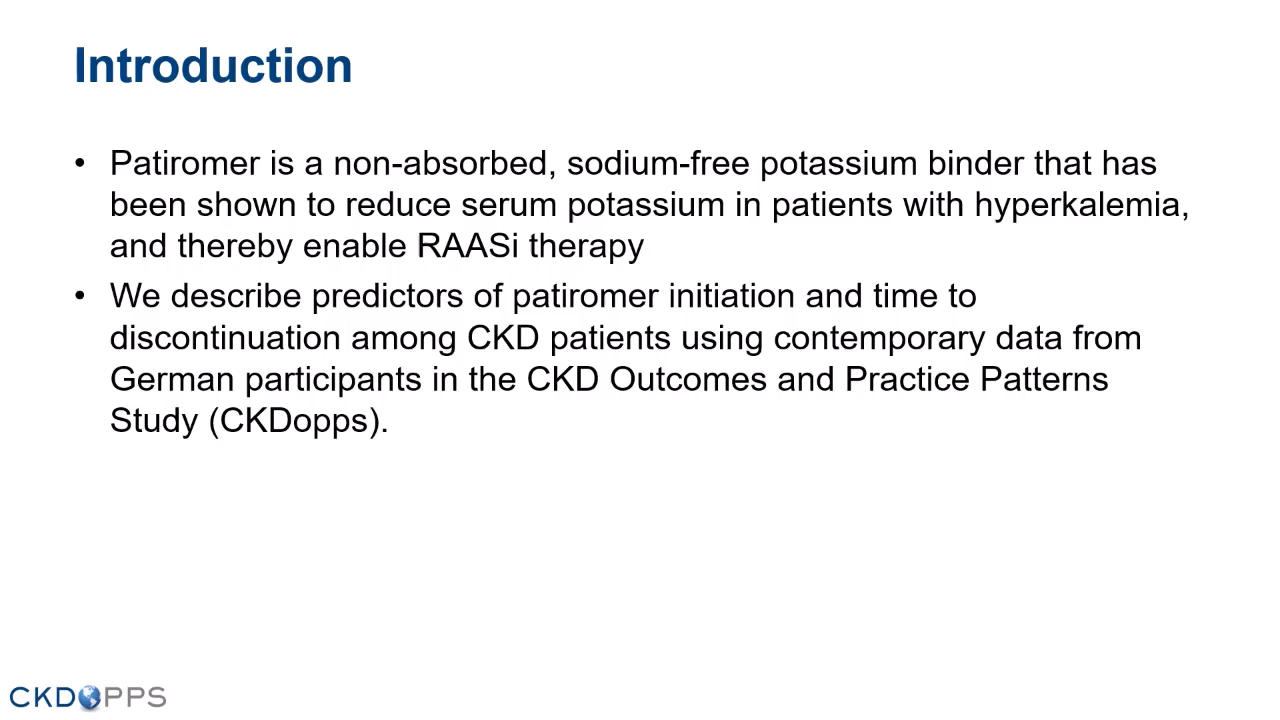 Introduction
• Patiromer is a non-absorbed, sodium-free potassium binder that has
been shown to reduce serum potassium in patients with hyperkalemia,
and thereby enable RAASi therapy
• We describe predictors of patiromer initiation and time to
discontinuation among CKD patients using contemporary data from
German participants in the CKD Outcomes and Practice Patterns
Study (CKDopps).
CKDOPPS